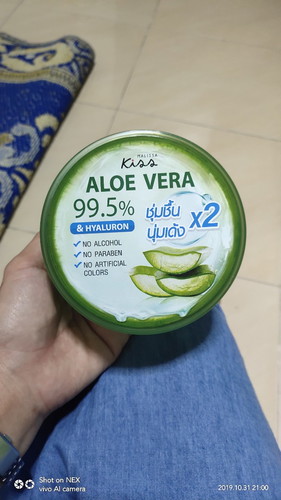 MALISSA
Kiss
ALOE VERA
99.5%
& HYALURON
ชุ่มชื้น
นุ่มเด้ง
X2
✓ NO ALCOHOL
✓ NO PARABEN
✓ NO ARTIFICIAL
COLORS
Shot on NEX
vivo AI camera
2019.10.31 21:00